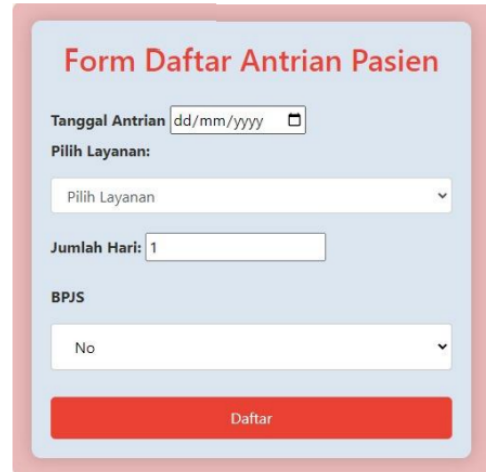 Form Daftar Antrian Pasien
Tanggal Antrian dd/mm/yyyy
Pilih Layanan:
Pilih Layanan
Jumlah Hari: 1
BPJS
No
Daftar